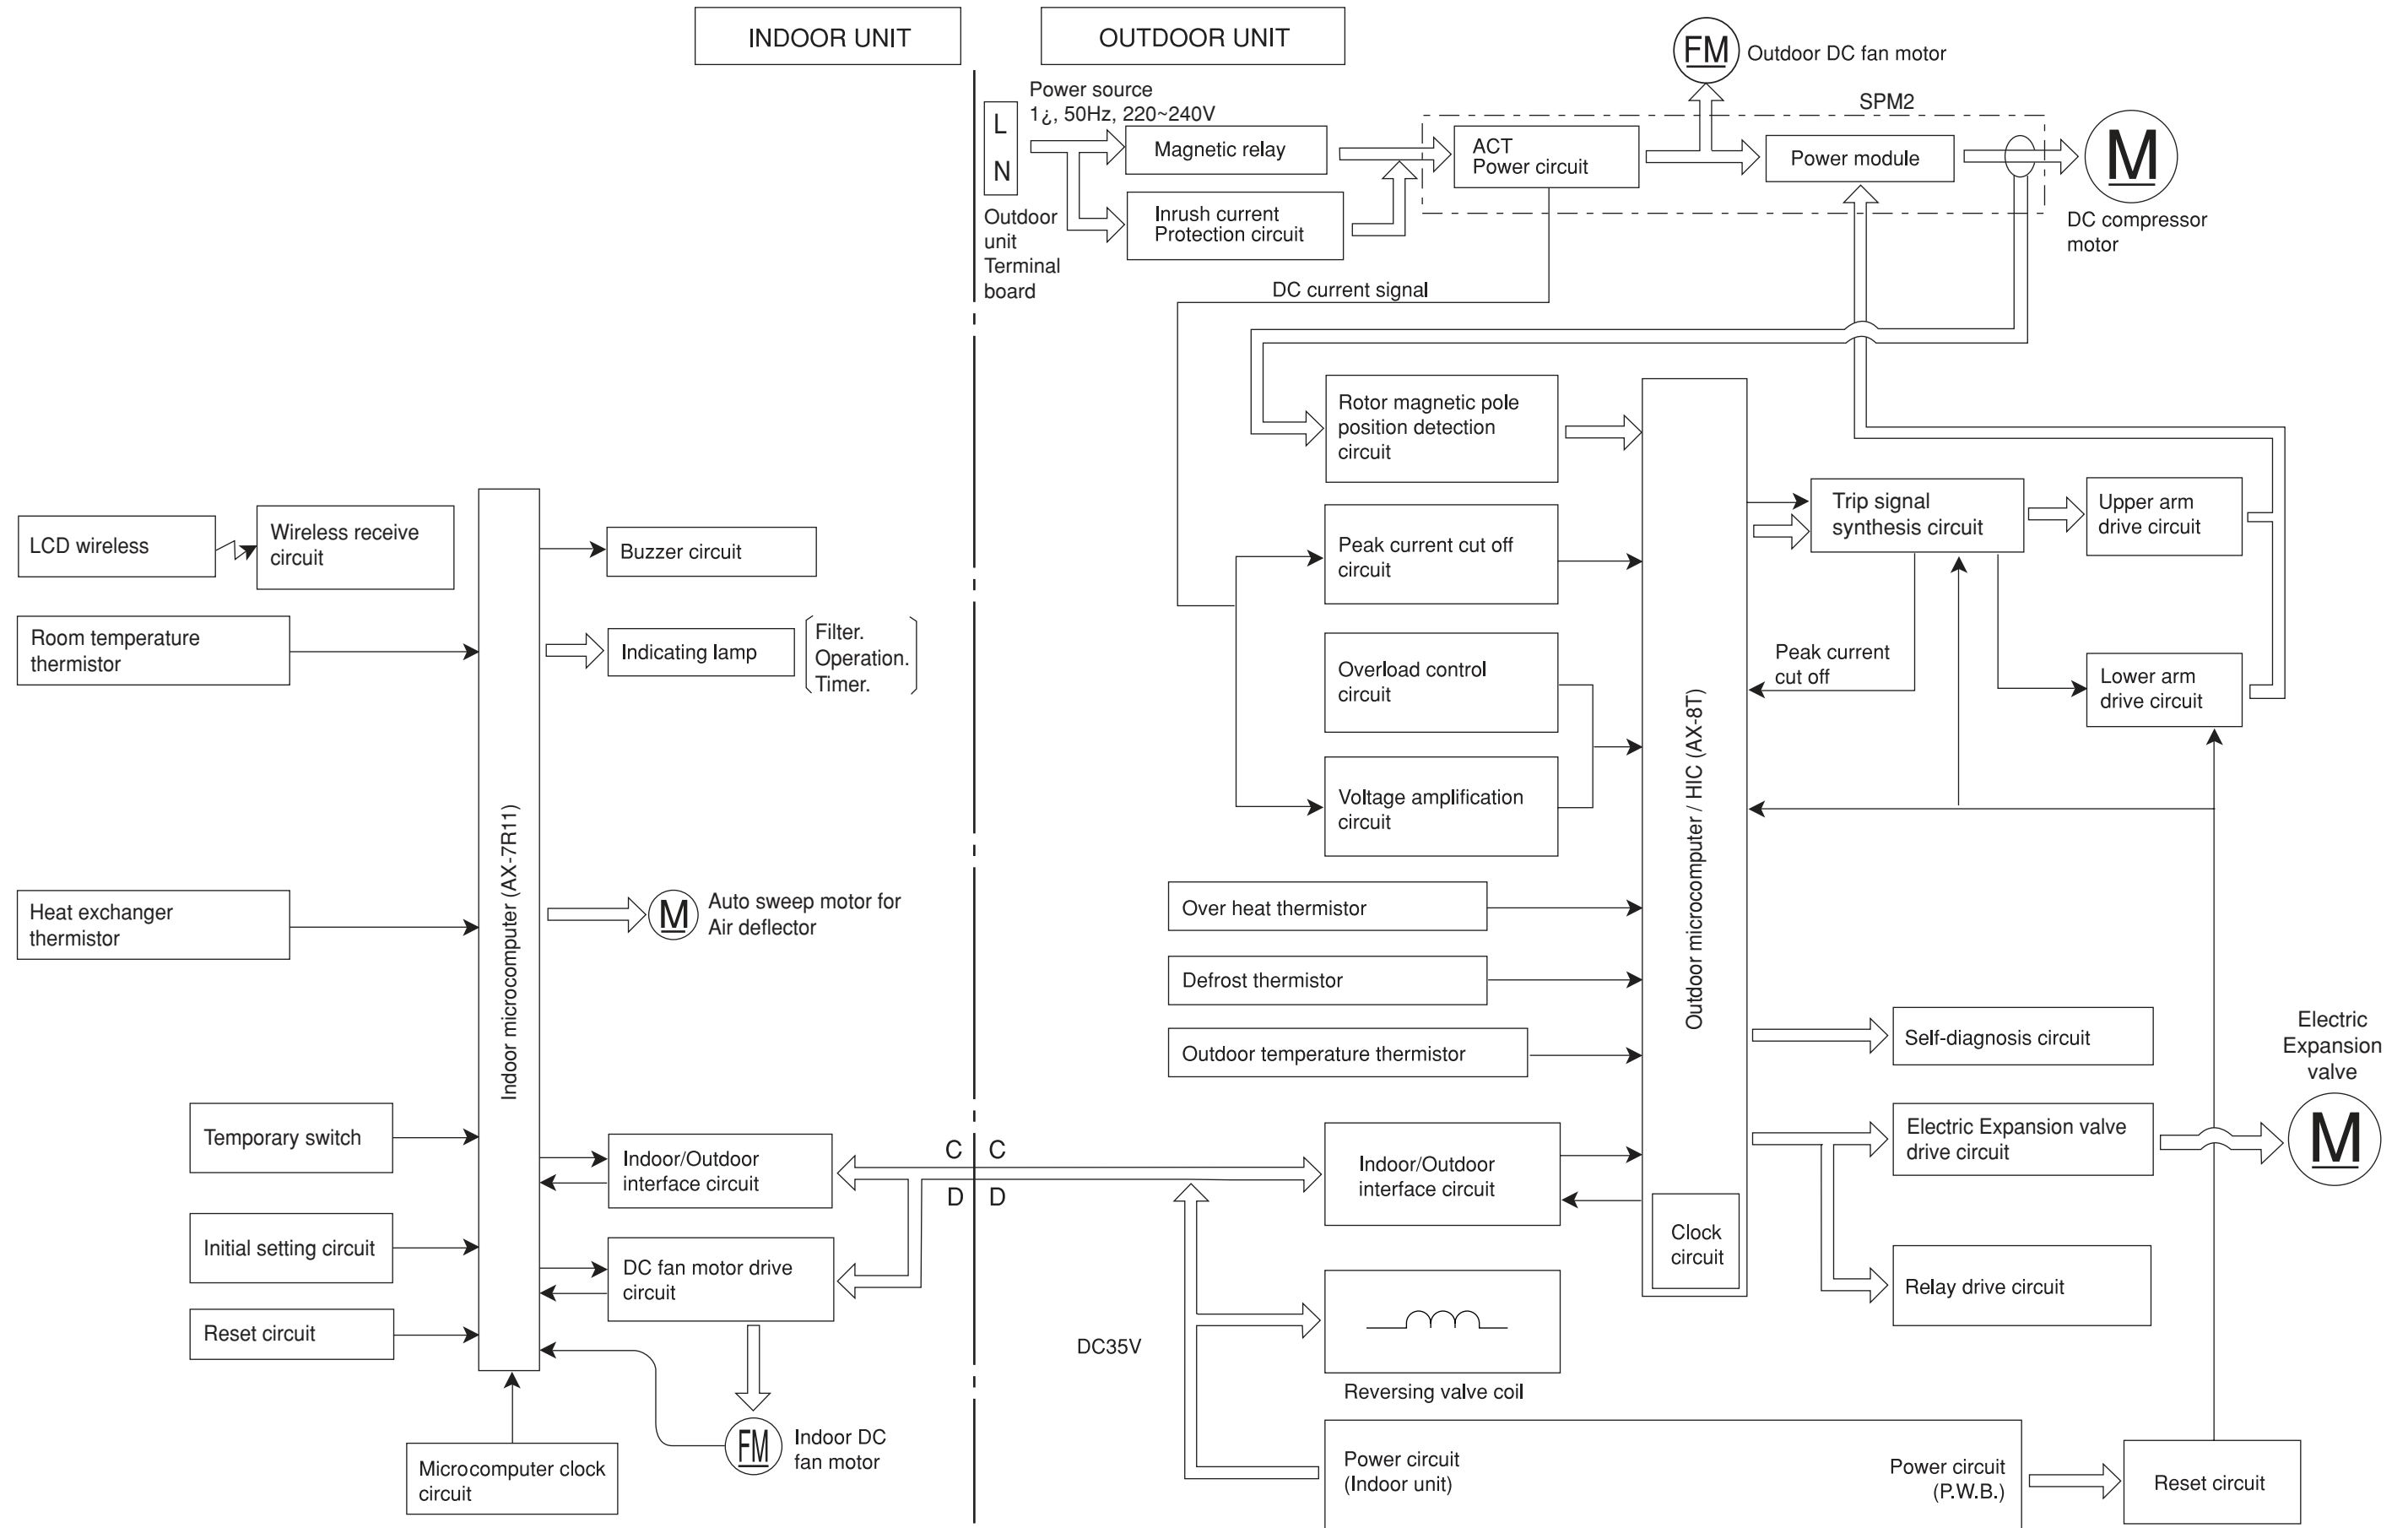 INDOOR UNIT
OUTDOOR UNIT
FM
Outdoor DC fan motor
Power source
1¿, 50Hz, 220~240V
L
N
Outdoor
unit
Terminal
board
Magnetic relay
Inrush current
Protection circuit
SPM2
ACT
Power circuit
Power module
M
DC compressor
motor
DC current signal
Rotor magnetic pole
position detection
circuit
Peak current cut off
circuit
Overload control
circuit
Voltage amplification
circuit
Over heat thermistor
Defrost thermistor
Outdoor temperature thermistor
Outdoor microcomputer / HIC (AX-8T)
Clock
circuit
Trip signal
synthesis circuit
Upper arm
drive circuit
Peak current
cut off
Lower arm
drive circuit
Self-diagnosis circuit
Electric Expansion valve
drive circuit
Relay drive circuit
Electric
Expansion
valve
M
LCD wireless
Wireless receive
circuit
Room temperature
thermistor
Heat exchanger
thermistor
Temporary switch
Initial setting circuit
Reset circuit
Microcomputer clock
circuit
Indoor microcomputer (AX-7R11)
Buzzer circuit
Indicating lamp
Filter.
Operation.
Timer.
M
Auto sweep motor for
Air deflector
Indoor/Outdoor
interface circuit
DC fan motor drive
circuit
FM
Indoor DC
fan motor
C C
D D
Indoor/Outdoor
interface circuit
DC35V
Reversing valve coil
Power circuit
(Indoor unit)
Power circuit
(P.W.B.)
Reset circuit